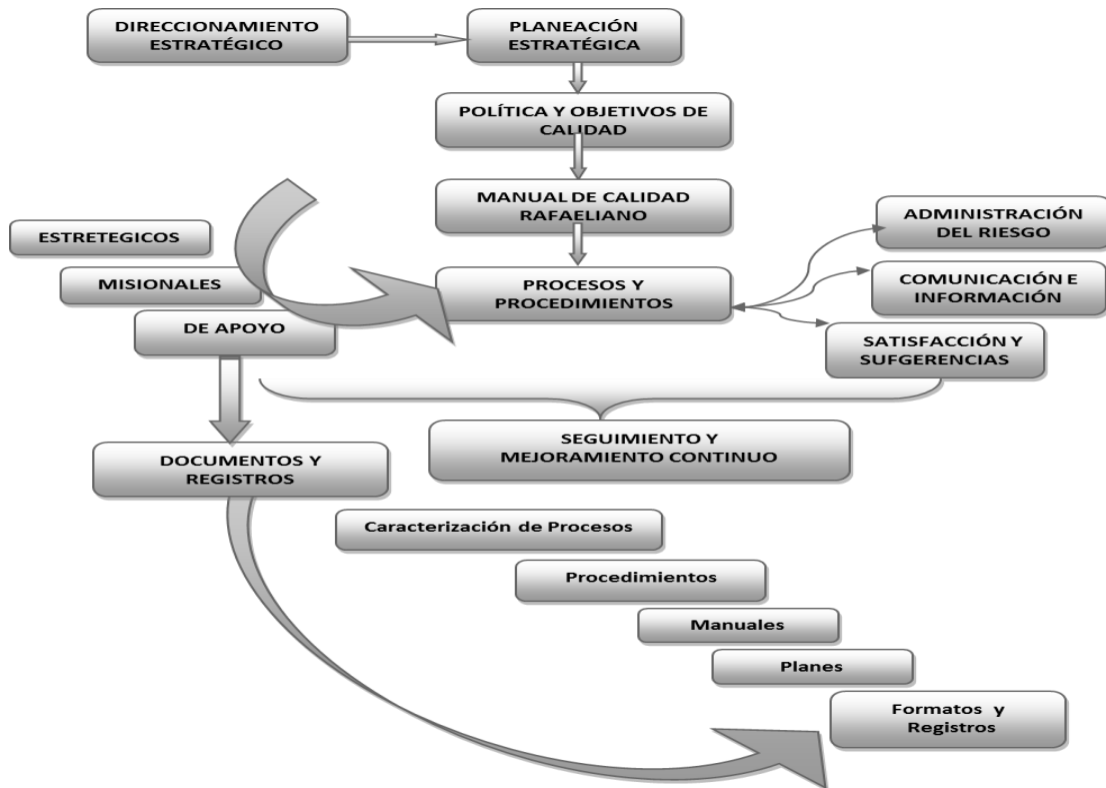 DIRECCIONAMIENTO
ESTRATÉGICO
PLANEACIÓN
ESTRATÉGICA
POLÍTICA Y OBJETIVOS DE
CALIDAD
MANUAL DE CALIDAD
RAFAELIANO
ESTRETEGICOS
MISIONALES
DE APOYO
PROCESOS Y
PROCEDIMIENTOS
ADMINISTRACIÓN
DEL RIESGO
COMUNICACIÓN E
INFORMACIÓN
SATISFACCIÓN Y
SUFGERENCIAS
SEGUIMIENTO Y
MEJORAMIENTO CONTINUO
DOCUMENTOS Y
REGISTROS
Caracterización de Procesos
Procedimientos
Manuales
Planes
Formatos y
Registros